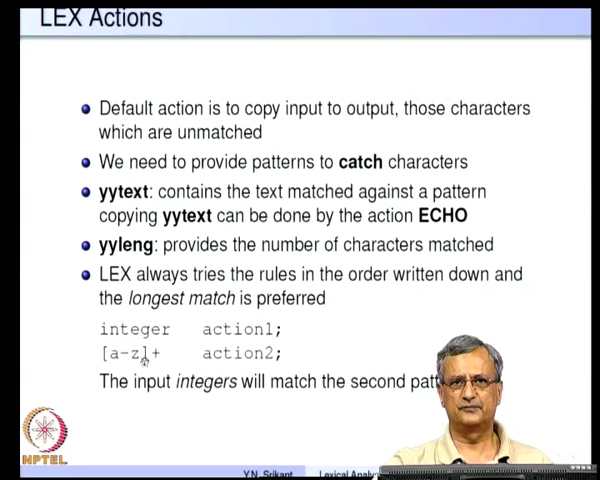 LEX Actions
Default action is to copy input to output, those characters
which are unmatched
We need to provide patterns to catch characters
yytext: contains the text matched against a pattern
copying yytext can be done by the action ECHO
yyleng: provides the number of characters matched
LEX always tries the rules in the order written down and
the longest match is preferred
integer action1;
[a-z]+ action2;
The input integers will match the second patt
NPTEL
Y.N. Srikant Lexical Analy